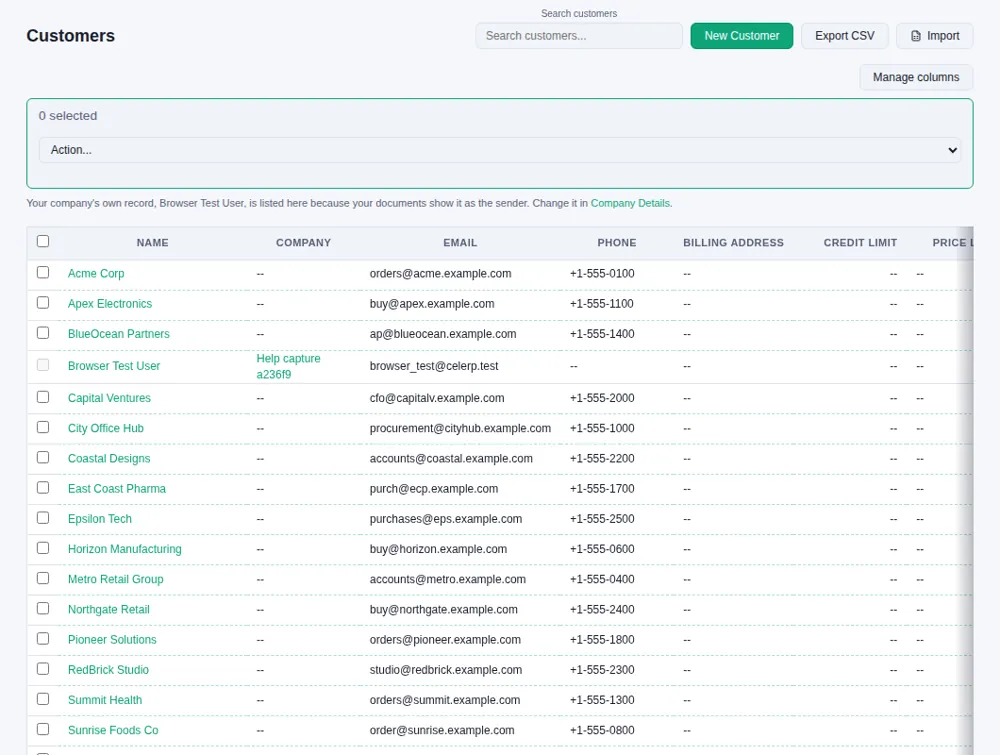 Search customers
Customers
Search customers...
New Customer
Export CSV
Import
Manage columns
0 selected
Action...
Your company's own record, Browser Test User, is listed here because your documents show it as the sender. Change it in Company Details.
NAME COMPANY EMAIL PHONE BILLING ADDRESS CREDIT LIMIT PRICE
Acme Corp -- orders@acme.example.com +1-555-0100 -- -- --
Apex Electronics -- buy@apex.example.com +1-555-1100 -- -- --
BlueOcean Partners -- ap@blueocean.example.com +1-555-1400 -- -- --
Browser Test User Help capture a236f9 browser_test@celerp.test -- -- -- --
Capital Ventures -- cfo@capitalv.example.com +1-555-2000 -- -- --
City Office Hub -- procurement@cityhub.example.com +1-555-1000 -- -- --
Coastal Designs -- accounts@coastal.example.com +1-555-2200 -- -- --
East Coast Pharma -- purch@ecp.example.com +1-555-1700 -- -- --
Epsilon Tech -- purchases@eps.example.com +1-555-2500 -- -- --
Horizon Manufacturing -- buy@horizon.example.com +1-555-0600 -- -- --
Metro Retail Group -- accounts@metro.example.com +1-555-0400 -- -- --
Northgate Retail -- buy@northgate.example.com +1-555-2400 -- -- --
Pioneer Solutions -- orders@pioneer.example.com +1-555-1800 -- -- --
RedBrick Studio -- studio@redbrick.example.com +1-555-2300 -- -- --
Summit Health -- orders@summit.example.com +1-555-1300 -- -- --
Sunrise Foods Co -- order@sunrise.example.com +1-555-0800 -- -- --